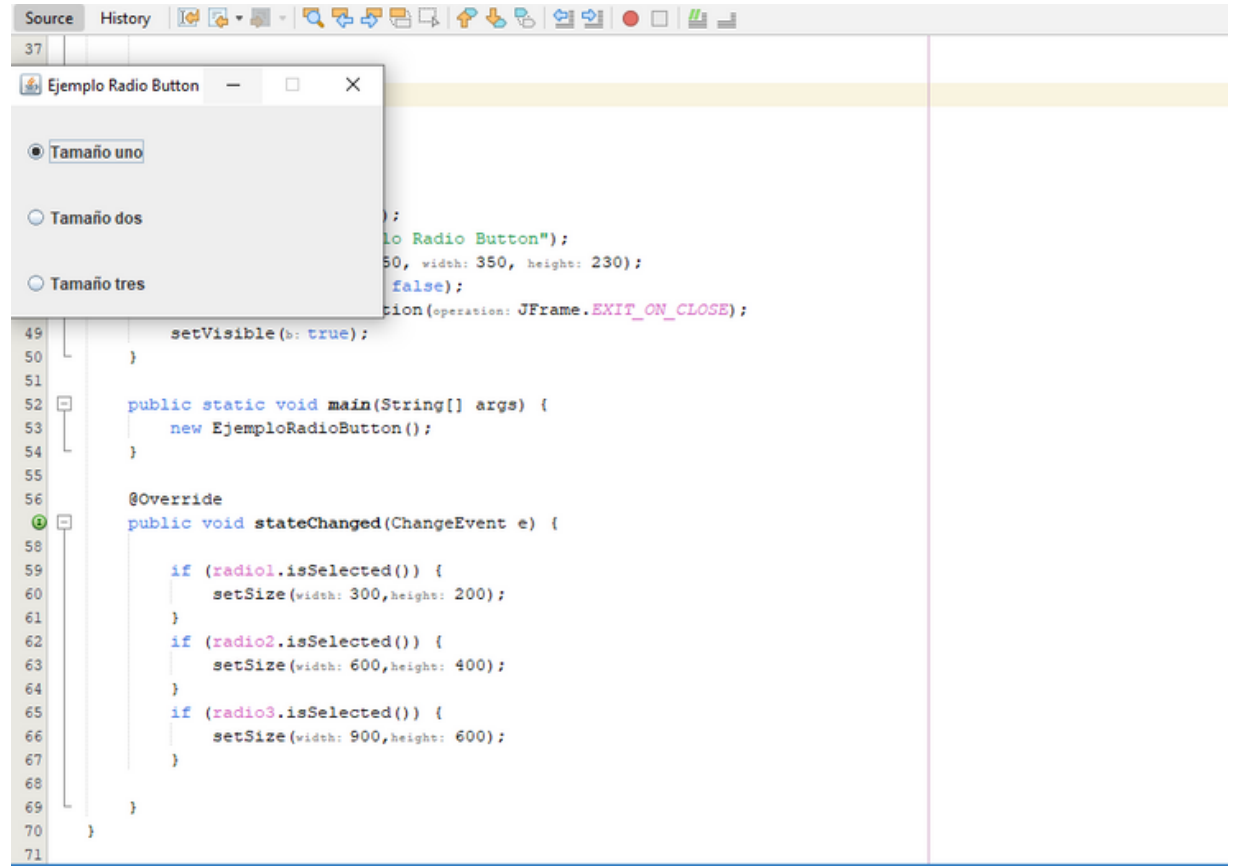 Source History
37
Ejemplo Radio Button
Tamaño uno
Tamaño dos
Tamaño tres
);
lo Radio Button");
50, width: 350, height: 230);
false);
tion(operation: JFrame.EXIT_ON_CLOSE);
49 setVisible(b: true);
50 }
51
52 public static void main(String[] args) {
53 new EjemploRadioButton();
54 }
55
56 @Override
public void stateChanged(ChangeEvent e) {
58
59 if (radio1.isSelected()) {
60 setSize(width: 300,height: 200);
61 }
62 if (radio2.isSelected()) {
63 setSize(width: 600,height: 400);
64 }
65 if (radio3.isSelected()) {
66 setSize(width: 900,height: 600);
67 }
68
69 }
70 }
71